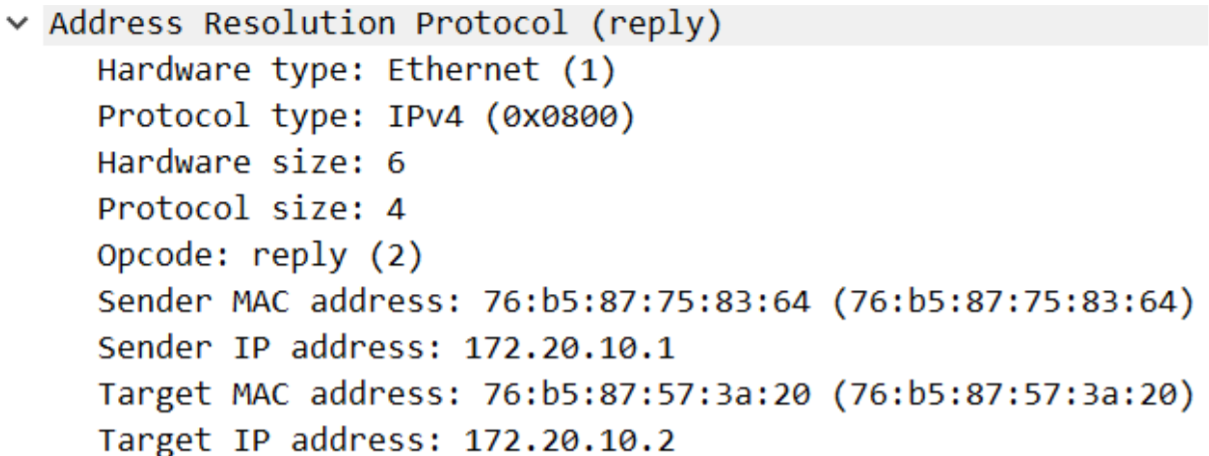 Address Resolution Protocol (reply)
Hardware type: Ethernet (1)
Protocol type: IPv4 (0x0800)
Hardware size: 6
Protocol size: 4
Opcode: reply (2)
Sender MAC address: 76:b5:87:75:83:64 (76:b5:87:75:83:64)
Sender IP address: 172.20.10.1
Target MAC address: 76:b5:87:57:3a:20 (76:b5:87:57:3a:20)
Target IP address: 172.20.10.2